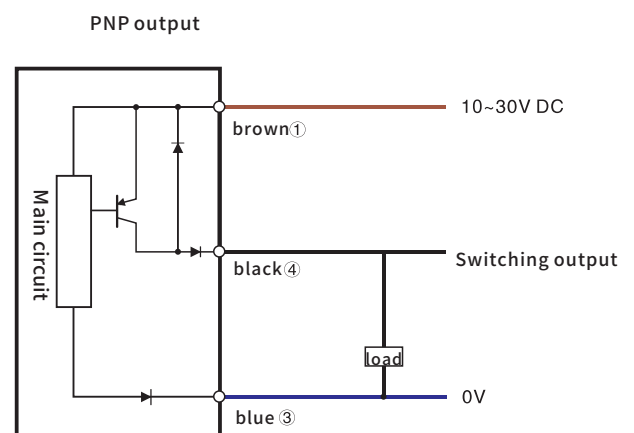 PNP output
10~30V DC
brown①
Main circuit
black④
Switching output
load
0V
blue③